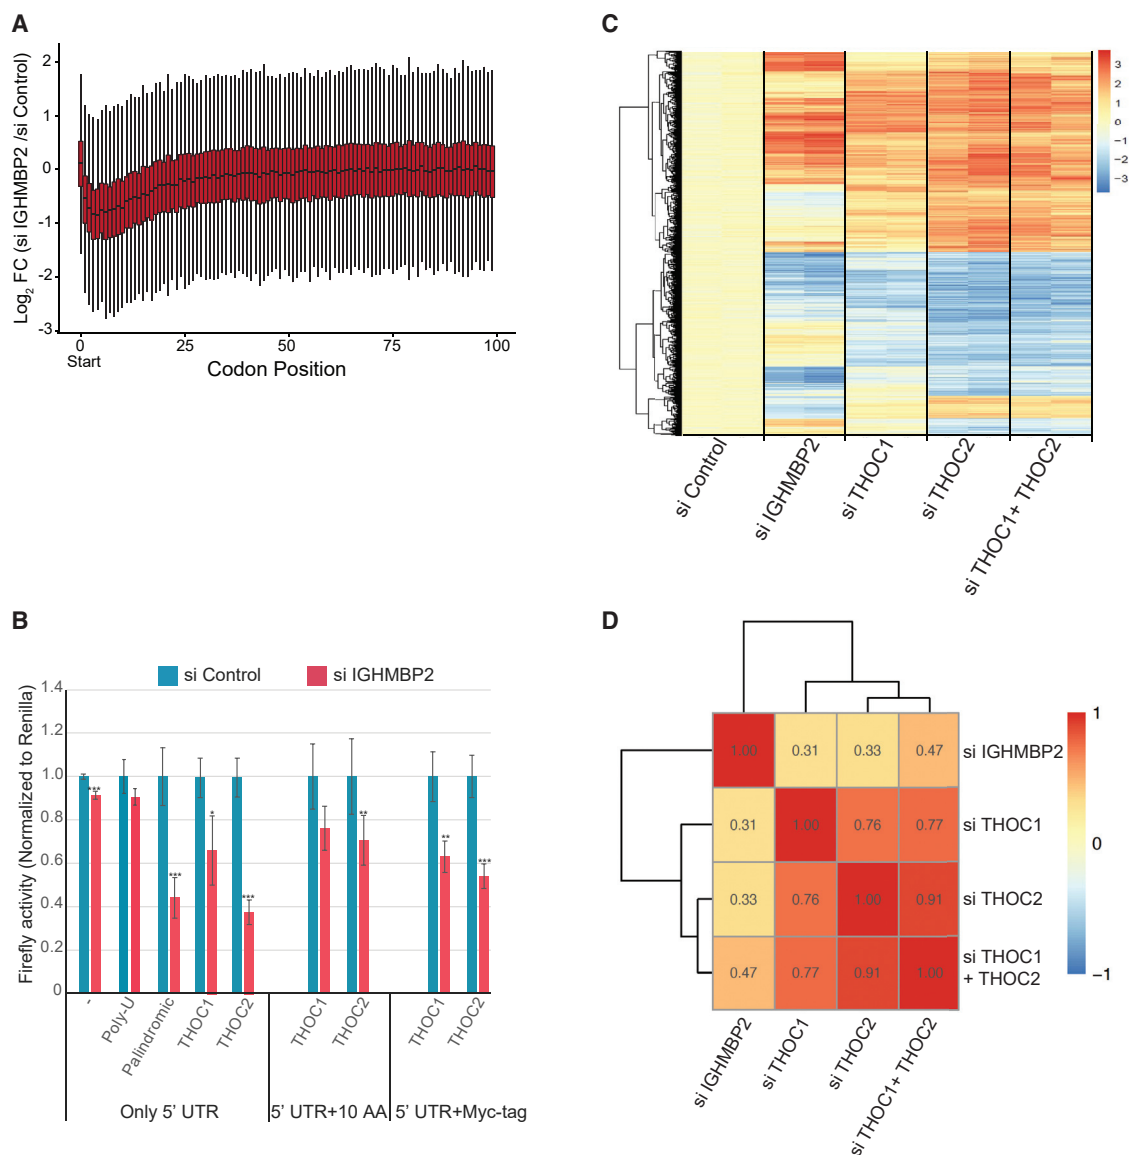 A
Log2 FC (si IGHMBP2 /si Control)
2
1
0
-1
-2
-3
0
25
50
75
100
Start
Codon Position
C
3
2
1
0
−1
−2
−3
si Control
si IGHMBP2
si THOC1
si THOC2
si THOC1+ THOC2
B
si Control
si IGHMBP2
Firefly activity (Normalized to Renilla)
1.4
1.2
1.0
0.8
0.6
0.4
0.2
0
***
***
*
***
**
**
***
-
Poly-U
Palindromic
THOC1
THOC2
THOC1
THOC2
THOC1
THOC2
Only 5' UTR
5' UTR+10 AA
5' UTR+Myc-tag
D
1.00 0.31 0.33 0.47 si IGHMBP2
0.31 1.00 0.76 0.77 si THOC1
0.33 0.76 1.00 0.91 si THOC2
0.47 0.77 0.91 1.00 si THOC1
+ THOC2
si IGHMBP2
si THOC1
si THOC2
si THOC1+ THOC2
1
0
−1